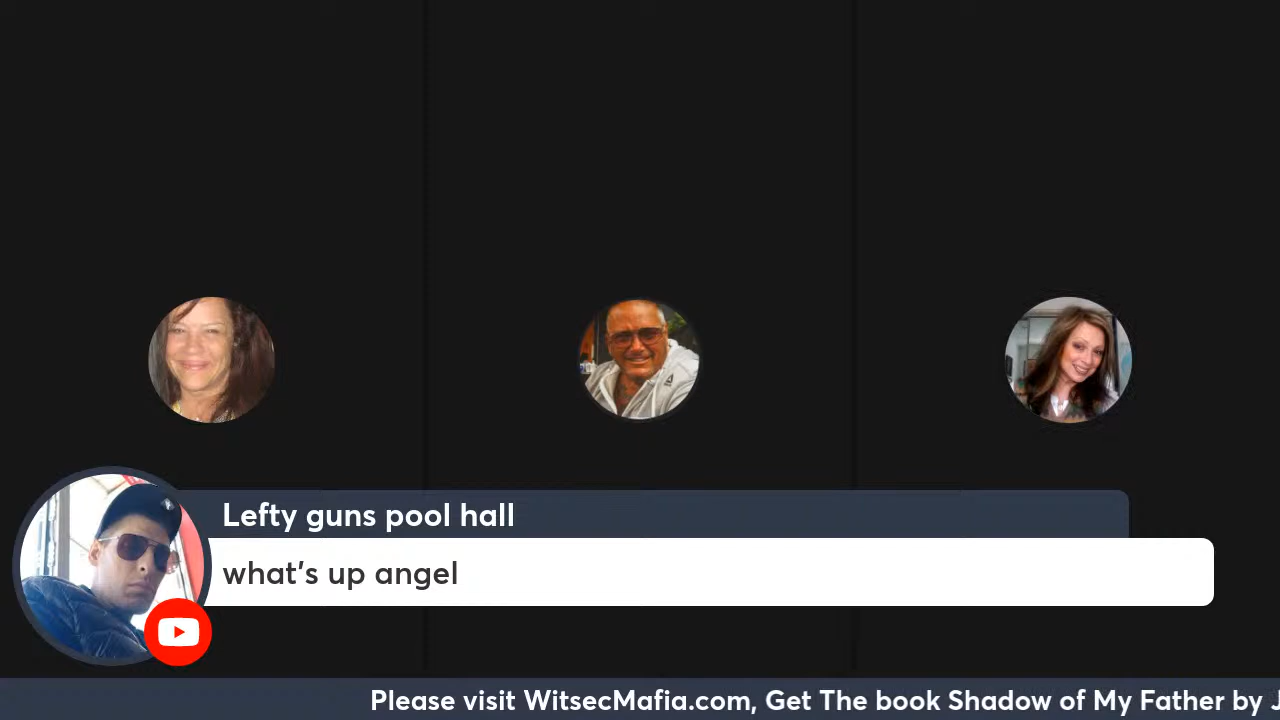 Lefty guns pool hall
what's up angel
Please visit WitsecMafia.com, Get The book Shadow of My Father by